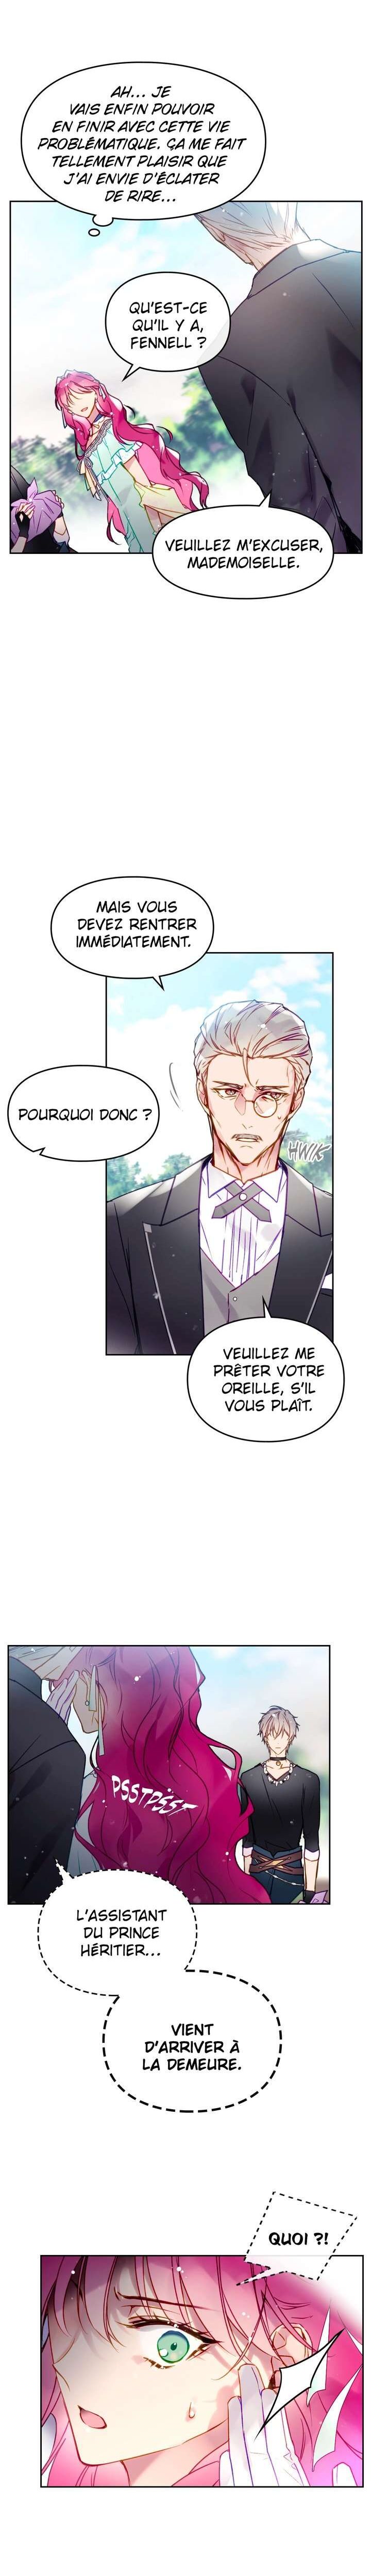 AH... JE
VAIS ENFIN POUVOIR
EN FINIR AVEC CETTE VIE
PROBLÉMATIQUE. ÇA ME FAIT
TELLEMENT PLAISIR QUE
J'AI ENVIE D'ÉCLATER
DE RIRE...
QU'EST-CE
QU'IL Y A,
FENNELL ?
VEUILLEZ M'EXCUSER,
MADEMOISELLE.
MAIS VOUS
DEVEZ RENTRER
IMMÉDIATEMENT.
POURQUOI DONC ?
HWIK
VEUILLEZ ME
PRÊTER VOTRE
OREILLE, S'IL
VOUS PLAÎT.
PSSTPSST
L'ASSISTANT
DU PRINCE
HÉRITIER...
VIENT
D'ARRIVER À
LA DEMEURE.
QUOI ?!